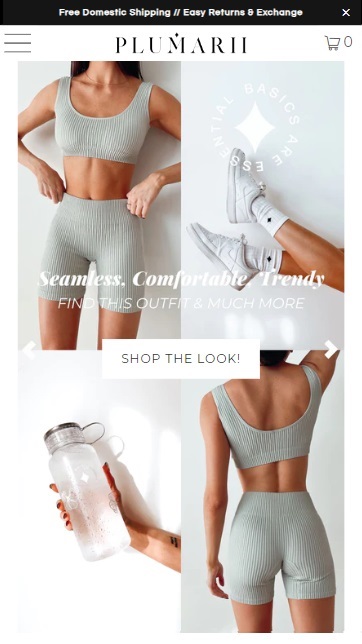 Free Domestic Shipping // Easy Returns & Exchange ×
PLUMARII
0
BASICS ARE ESSENTIAL
Seamless, Comfortable, Trendy
FIND THIS OUTFIT & MUCH MORE
SHOP THE LOOK!